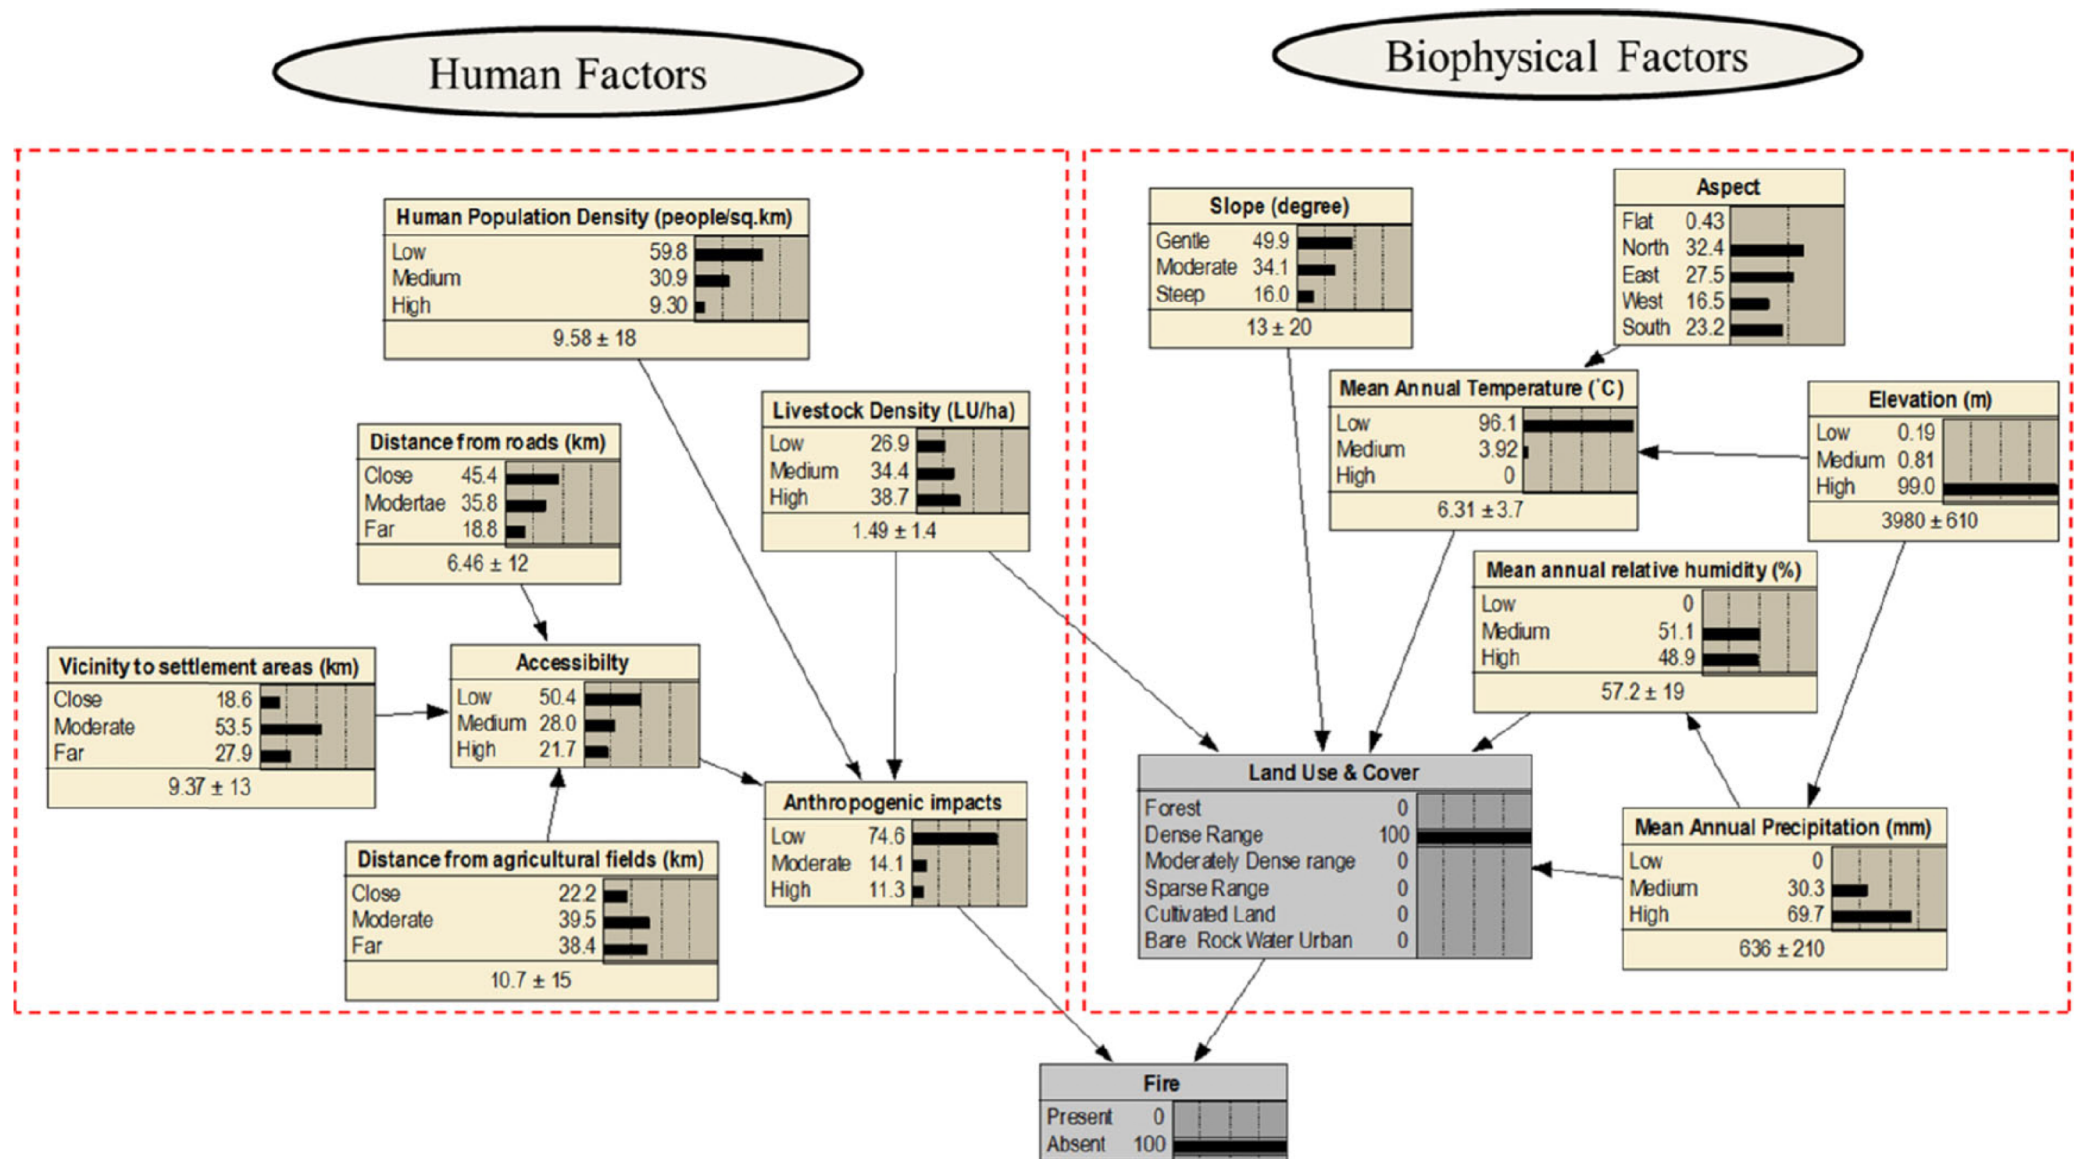 Human Factors
Biophysical Factors
Human Population Density (people/sq.km)
Low 59.8
Medium 30.9
High 9.30
9.58 ± 18
Livestock Density (LU/ha)
Low 26.9
Medium 34.4
High 38.7
1.49 ± 1.4
Distance from roads (km)
Close 45.4
Modertae 35.8
Far 18.8
6.46 ± 12
Vicinity to settlement areas (km)
Close 18.6
Moderate 53.5
Far 27.9
9.37 ± 13
Accessibilty
Low 50.4
Medium 28.0
High 21.7
Distance from agricultural fields (km)
Close 22.2
Moderate 39.5
Far 38.4
10.7 ± 15
Anthropogenic impacts
Low 74.6
Moderate 14.1
High 11.3
Slope (degree)
Gentle 49.9
Moderate 34.1
Steep 16.0
13 ± 20
Aspect
Flat 0.43
North 32.4
East 27.5
West 16.5
South 23.2
Mean Annual Temperature (˚C)
Low 96.1
Medium 3.92
High 0
6.31 ± 3.7
Elevation (m)
Low 0.19
Medium 0.81
High 99.0
3980 ± 610
Mean annual relative humidity (%)
Low 0
Medium 51.1
High 48.9
57.2 ± 19
Land Use & Cover
Forest 0
Dense Range 100
Moderately Dense range 0
Sparse Range 0
Cultivated Land 0
Bare Rock Water Urban 0
Mean Annual Precipitation (mm)
Low 0
Medium 30.3
High 69.7
636 ± 210
Fire
Present 0
Absent 100